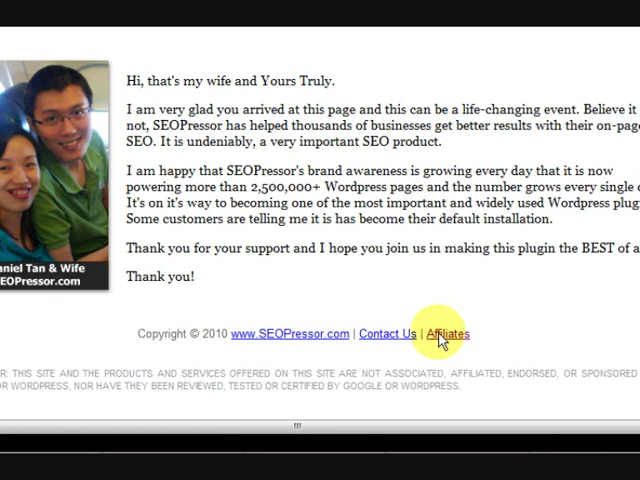 Hi, that's my wife and Yours Truly.
I am very glad you arrived at this page and this can be a life-changing event. Believe it
not, SEOPressor has helped thousands of businesses get better results with their on-page
SEO. It is undeniably, a very important SEO product.
I am happy that SEOPressor's brand awareness is growing every day that it is now
powering more than 2,500,000+ Wordpress pages and the number grows every single
It's on it's way to becoming one of the most important and widely used Wordpress
Some customers are telling me it is has become their default installation.
Thank you for your support and I hope you join us in making this plugin the BEST of
Thank you!
aniel Tan & Wife
SEOPressor.com
Copyright © 2010 www.SEOPressor.com | Contact Us | Affiliates
R: THIS SITE AND THE PRODUCTS AND SERVICES OFFERED ON THIS SITE ARE NOT ASSOCIATED, AFFILIATED, ENDORSED, OR SPONSORED
OR WORDPRESS, NOR HAVE THEY BEEN REVIEWED, TESTED OR CERTIFIED BY GOOGLE OR WORDPRESS.